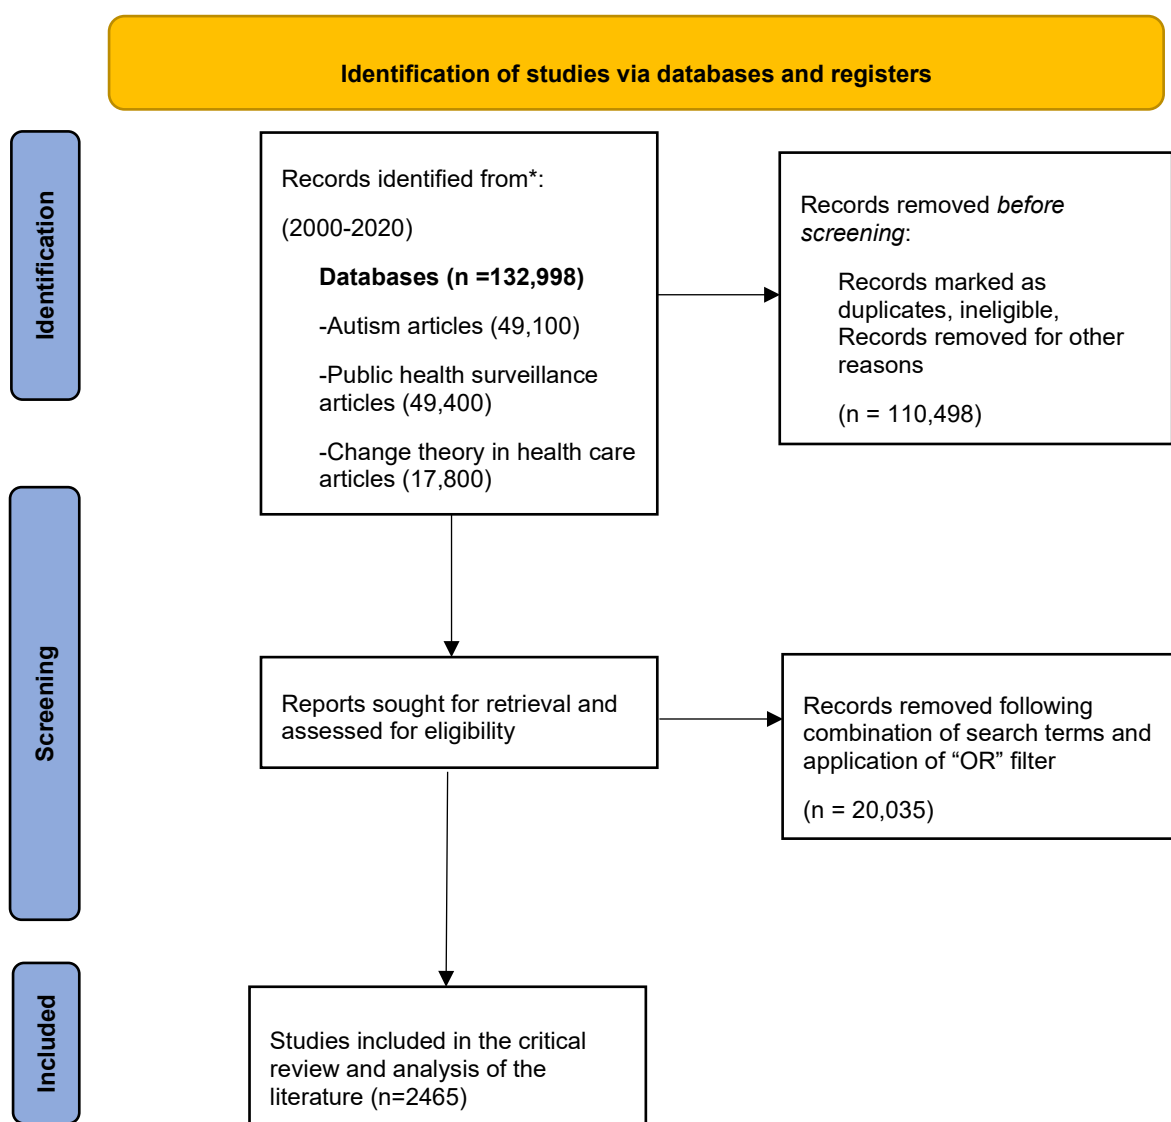 Identification of studies via databases and registers
Identification
Records identified from*:
(2000-2020)
Databases (n =132,998)
-Autism articles (49,100)
-Public health surveillance
articles (49,400)
-Change theory in health care
articles (17,800)
Records removed before
screening:
Records marked as
duplicates, ineligible,
Records removed for other
reasons
(n = 110,498)
Screening
Reports sought for retrieval and
assessed for eligibility
Records removed following
combination of search terms and
application of “OR” filter
(n = 20,035)
Included
Studies included in the critical
review and analysis of the
literature (n=2465)